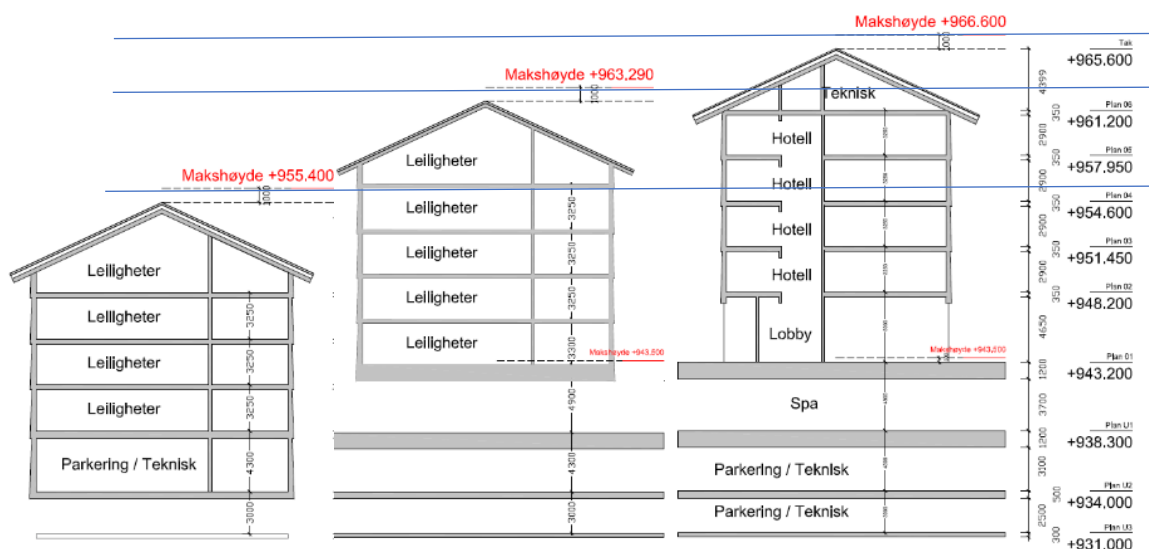 Makshøyde +955.400
1000
Leiligheter
Leiligheter
3250
Leiligheter
3250
Leiligheter
3250
Parkering / Teknisk
4300
3000
Makshøyde +963,290
1000
Leiligheter
Leiligheter
3250
Leiligheter
3250
Leiligheter
3250
Leiligheter
3300
Makshøyde +943.500
4900
4300
3000
Makshøyde +966.600
1000
Teknisk
Hotell
Hotell
Hotell
Hotell
Lobby
Makshøyde +943,500
Spa
Parkering / Teknisk
Parkering / Teknisk
4399
350
2900
350
2900
350
2900
350
2900
350
4650
1200
3700
1200
3100
500
2500
300
Tak
+965.600
Plan 06
+961.200
Plan 05
+957.950
Plan 04
+954.600
Plan 03
+951.450
Plan 02
+948.200
Plan 01
+943.200
Plan U1
+938.300
Plan U2
+934.000
Plan U3
+931.000